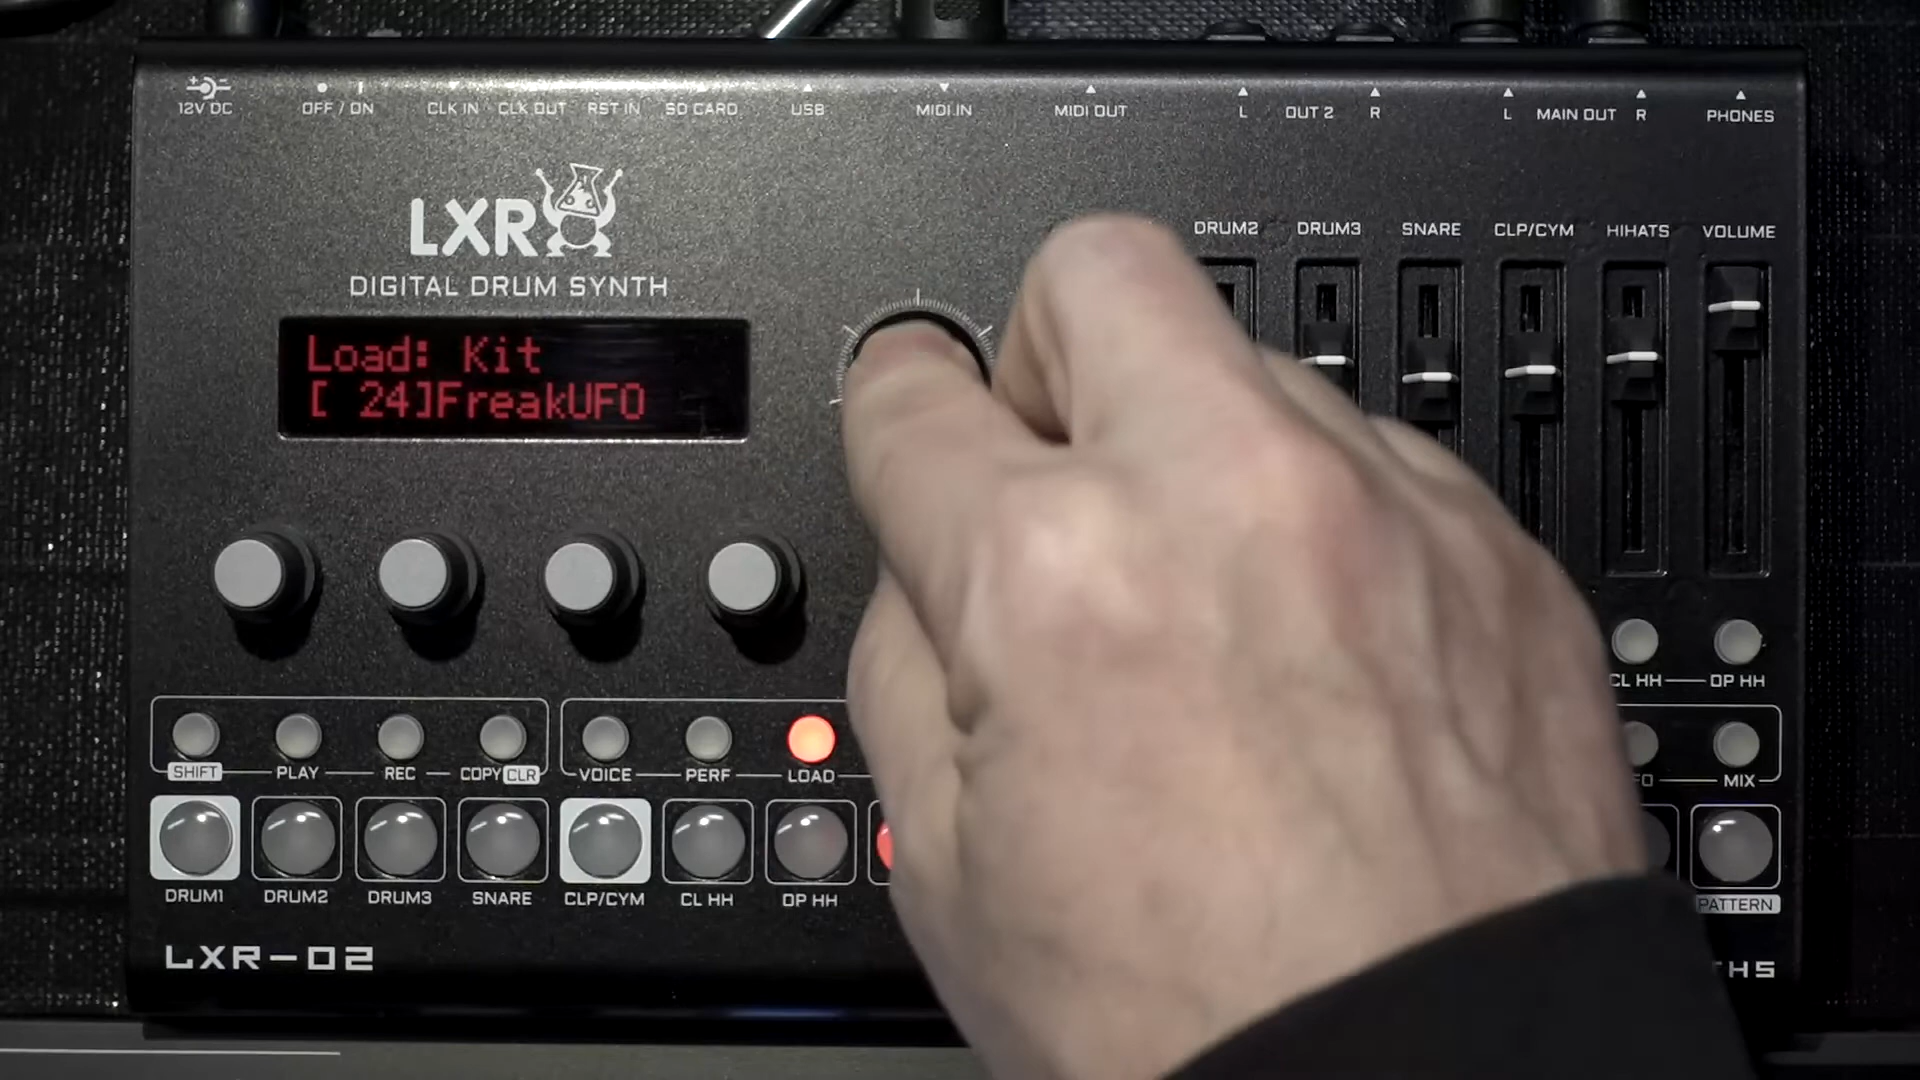 12V DC OFF / ON CLK IN CLK OUT RST IN SD CARD USB MIDI IN MIDI OUT L OUT 2 R L MAIN OUT R PHONES
LXR
DIGITAL DRUM SYNTH
DRUM2 DRUM3 SNARE CLP/CYM HIHATS VOLUME
Load: Kit
[ 24]FreakUFO
CL HH OP HH
SHIFT PLAY REC COPY CLR VOICE PERF LOAD MIX
DRUM1 DRUM2 DRUM3 SNARE CLP/CYM CL HH OP HH PATTERN
LXR-02